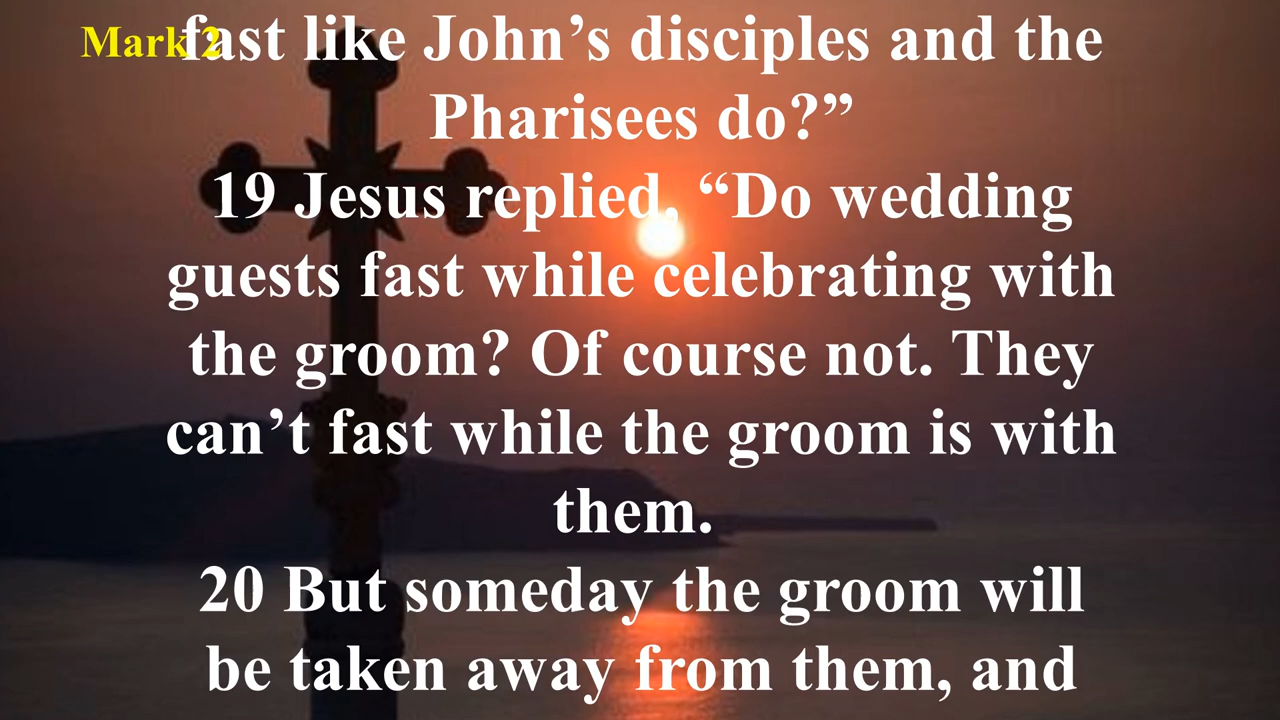 Mark 2
fast like John’s disciples and the
Pharisees do?”
19 Jesus replied, “Do wedding
guests fast while celebrating with
the groom? Of course not. They
can’t fast while the groom is with
them.
20 But someday the groom will
be taken away from them, and